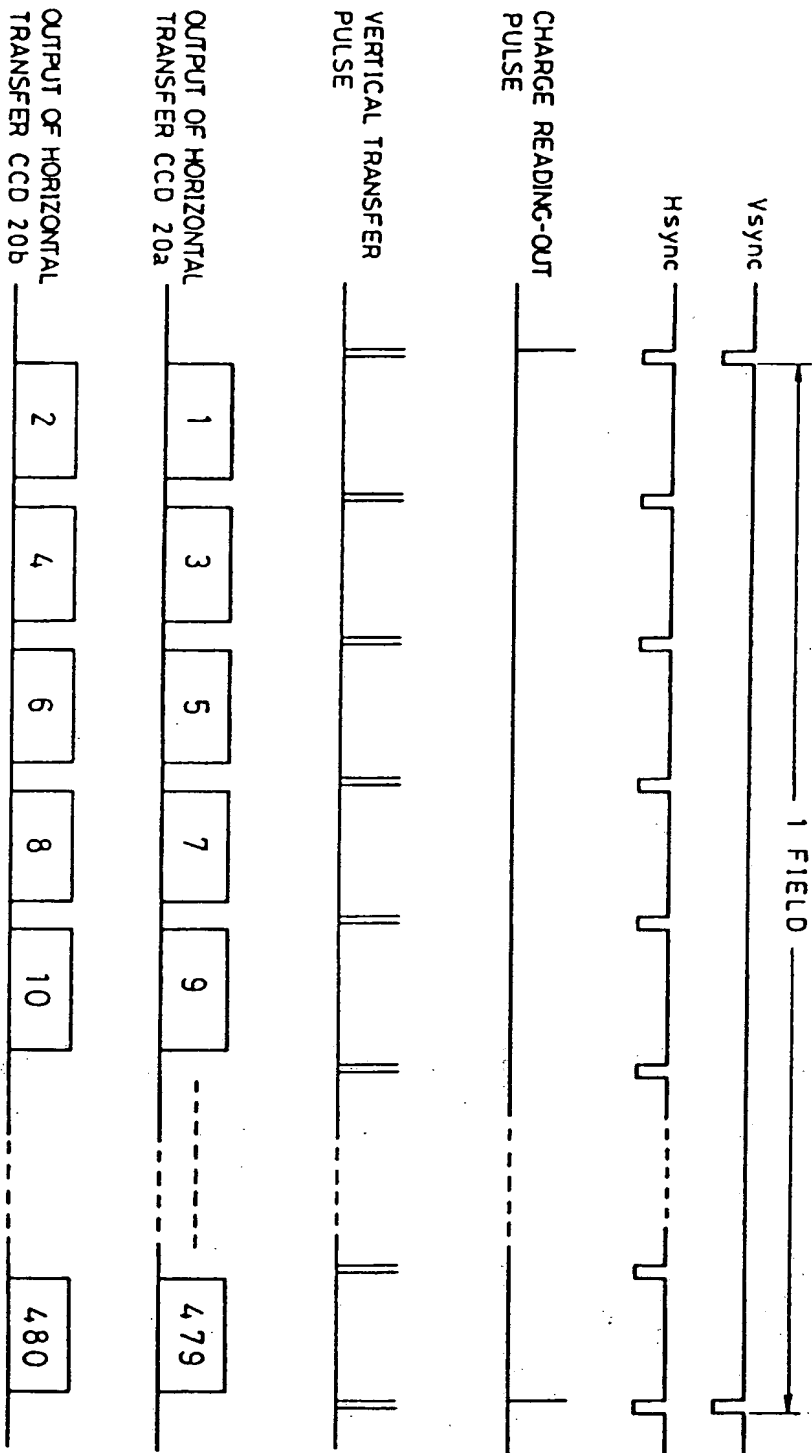 1 FIELD
Vsync
Hsync
CHARGE READING-OUT
PULSE
VERTICAL TRANSFER
PULSE
OUTPUT OF HORIZONTAL
TRANSFER CCD 20a
1 3 5 7 9 479
OUTPUT OF HORIZONTAL
TRANSFER CCD 20b
2 4 6 8 10 480